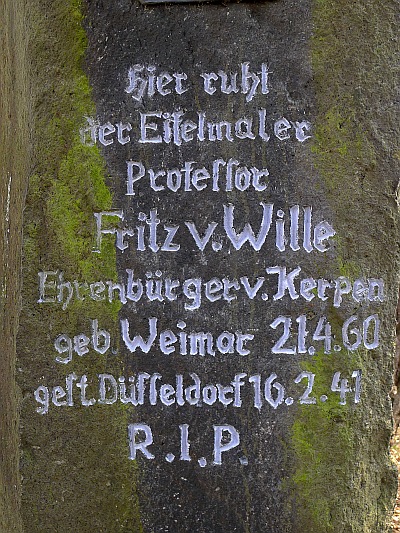 Hier ruht
der Eifelmaler
Profeſſor
Fritz v. Wille
Ehrenbürger v. Kerpen
geb. Weimar 21.4.60
geſt. Düſſeldorf 16.2.41
R.I.P.